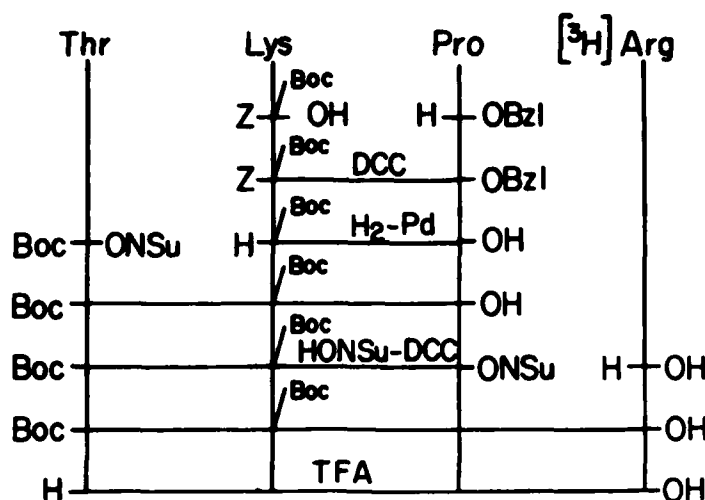 Thr Lys Pro [³H] Arg
Boc
Z OH H OBzl
Boc
Z DCC OBzl
Boc
Boc ONSu H H₂-Pd OH
Boc
Boc OH
Boc
Boc HONSu-DCC ONSu H OH
Boc
Boc OH
H TFA OH